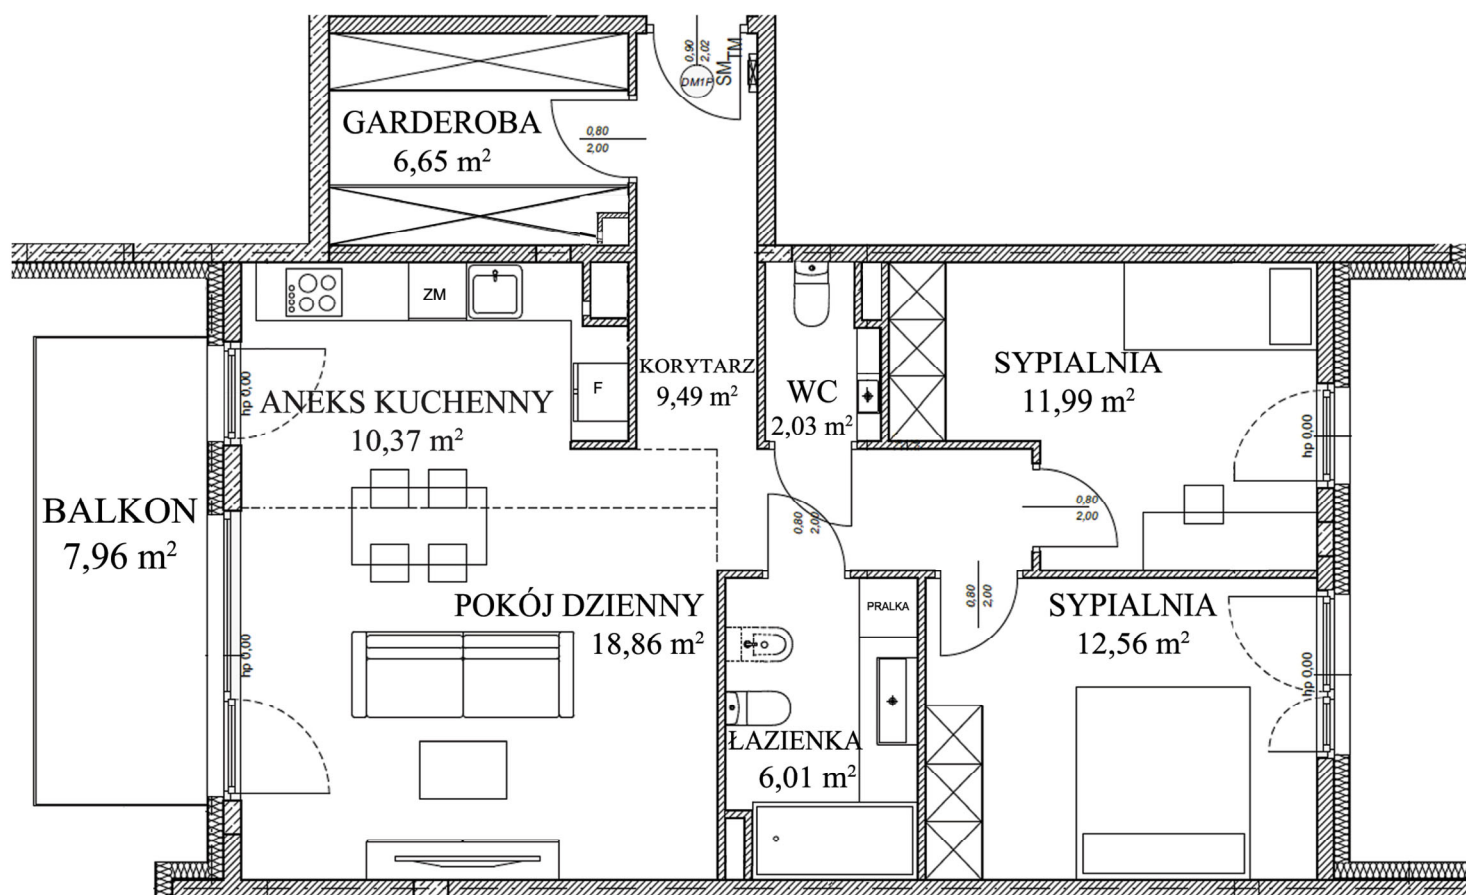 0,90
2,02
DM1P
SM
TM
GARDEROBA
6,65 m²
0,80
2,00
ZM
F
hp 0,00
ANEKS KUCHENNY
10,37 m²
KORYTARZ
9,49 m²
WC
2,03 m²
SYPIALNIA
11,99 m²
hp 0,00
BALKON
7,96 m²
0,80
2,00
0,80
2,00
POKÓJ DZIENNY
18,86 m²
hp 0,00
PRALKA
0,80
2,00
SYPIALNIA
12,56 m²
hp 0,00
ŁAZIENKA
6,01 m²